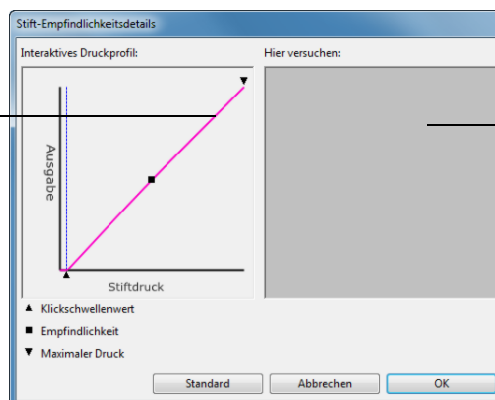 Stift-Empfindlichkeitsdetails
Interaktives Druckprofil:
Hier versuchen:
Ausgabe
Stiftdruck
Klickschwellenwert
Empfindlichkeit
Maximaler Druck
Standard
Abbrechen
OK